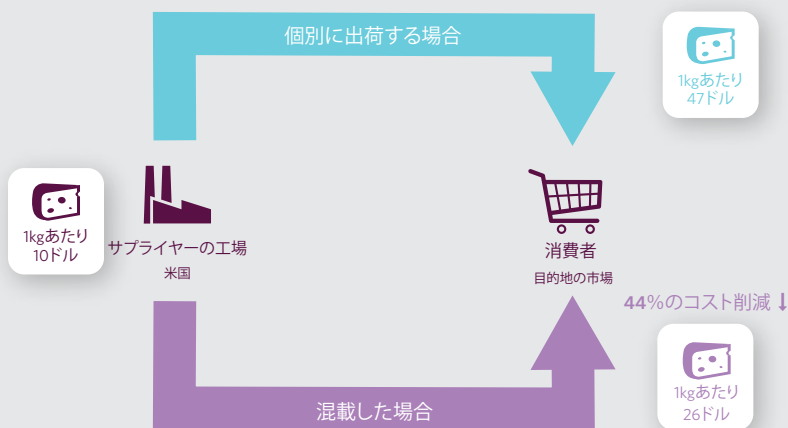 個別に出荷する場合
1kgあたり
47ドル
1kgあたり
10ドル
サプライヤーの工場
米国
消費者
目的地の市場
44%のコスト削減
1kgあたり
26ドル
混載した場合